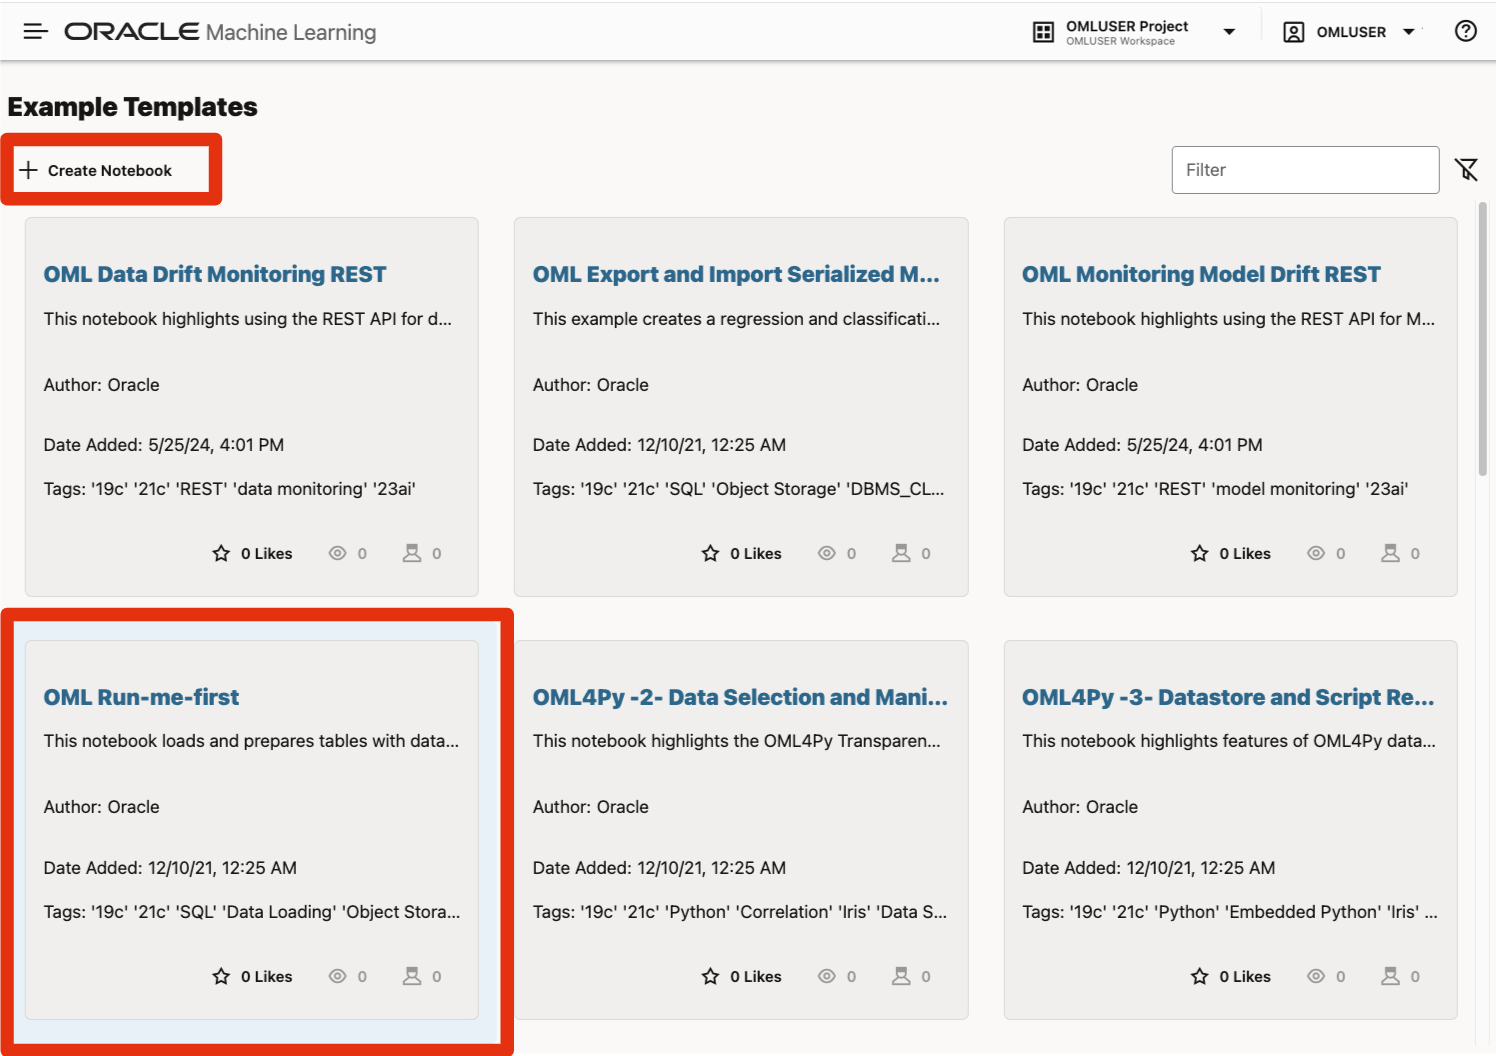 ORACLE Machine Learning
OMLUSER Project
OMLUSER Workspace
OMLUSER
Example Templates
Create Notebook
Filter
OML Data Drift Monitoring REST
This notebook highlights using the REST API for d...
Author: Oracle
Date Added: 5/25/24, 4:01 PM
Tags: '19c' '21c' 'REST' 'data monitoring' '23ai'
0 Likes 0 0
OML Export and Import Serialized M...
This example creates a regression and classificati...
Author: Oracle
Date Added: 12/10/21, 12:25 AM
Tags: '19c' '21c' 'SQL' 'Object Storage' 'DBMS_CL...
0 Likes 0 0
OML Monitoring Model Drift REST
This notebook highlights using the REST API for M...
Author: Oracle
Date Added: 5/25/24, 4:01 PM
Tags: '19c' '21c' 'REST' 'model monitoring' '23ai'
0 Likes 0 0
OML Run-me-first
This notebook loads and prepares tables with data...
Author: Oracle
Date Added: 12/10/21, 12:25 AM
Tags: '19c' '21c' 'SQL' 'Data Loading' 'Object Stora...
0 Likes 0 0
OML4Py -2- Data Selection and Mani...
This notebook highlights the OML4Py Transparen...
Author: Oracle
Date Added: 12/10/21, 12:25 AM
Tags: '19c' '21c' 'Python' 'Correlation' 'Iris' 'Data S...
0 Likes 0 0
OML4Py -3- Datastore and Script Re...
This notebook highlights features of OML4Py data...
Author: Oracle
Date Added: 12/10/21, 12:25 AM
Tags: '19c' '21c' 'Python' 'Embedded Python' 'Iris' ...
0 Likes 0 0